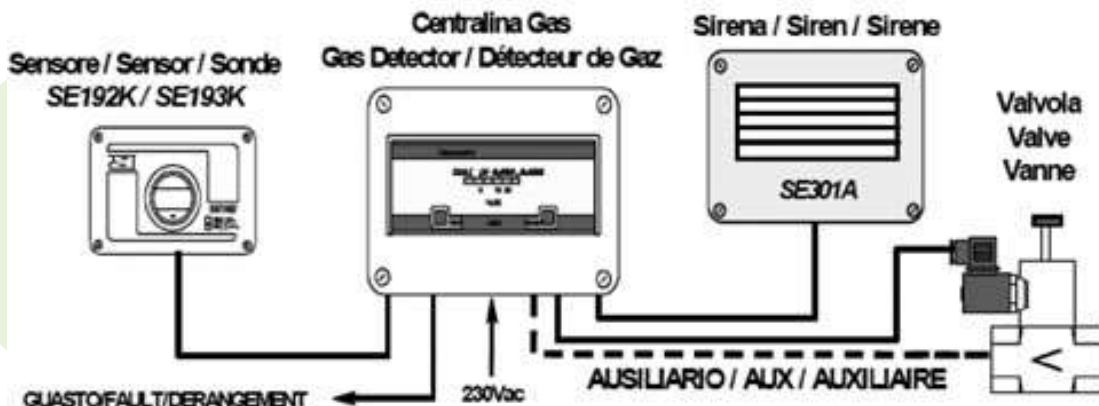 Centralina Gas
Gas Detector / Détecteur de Gaz
Sirena / Siren / Sirene
Sensore / Sensor / Sonde
SE192K / SE193K
Valvola
Valve
Vanne
SE301A
AUSILIARIO / AUX / AUXILIAIRE
230Vac
GUASTO/FAULT/DERANGEMENT